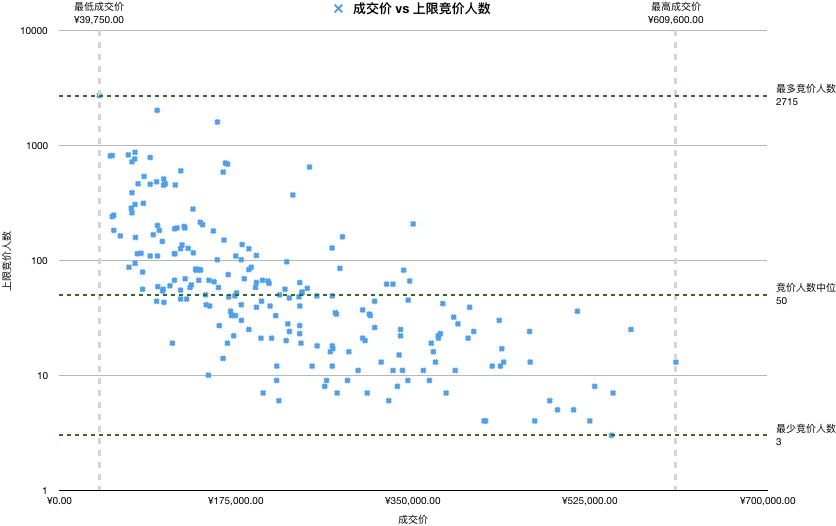 成交价 vs 上限竞价人数
最低成交价
¥39,750.00
最高成交价
¥609,600.00
10000
1000
100
10
1
上限竞价人数
最多竞价人数
2715
竞价人数中位
50
最少竞价人数
3
¥0.00
¥175,000.00
¥350,000.00
¥525,000.00
¥700,000.00
成交价